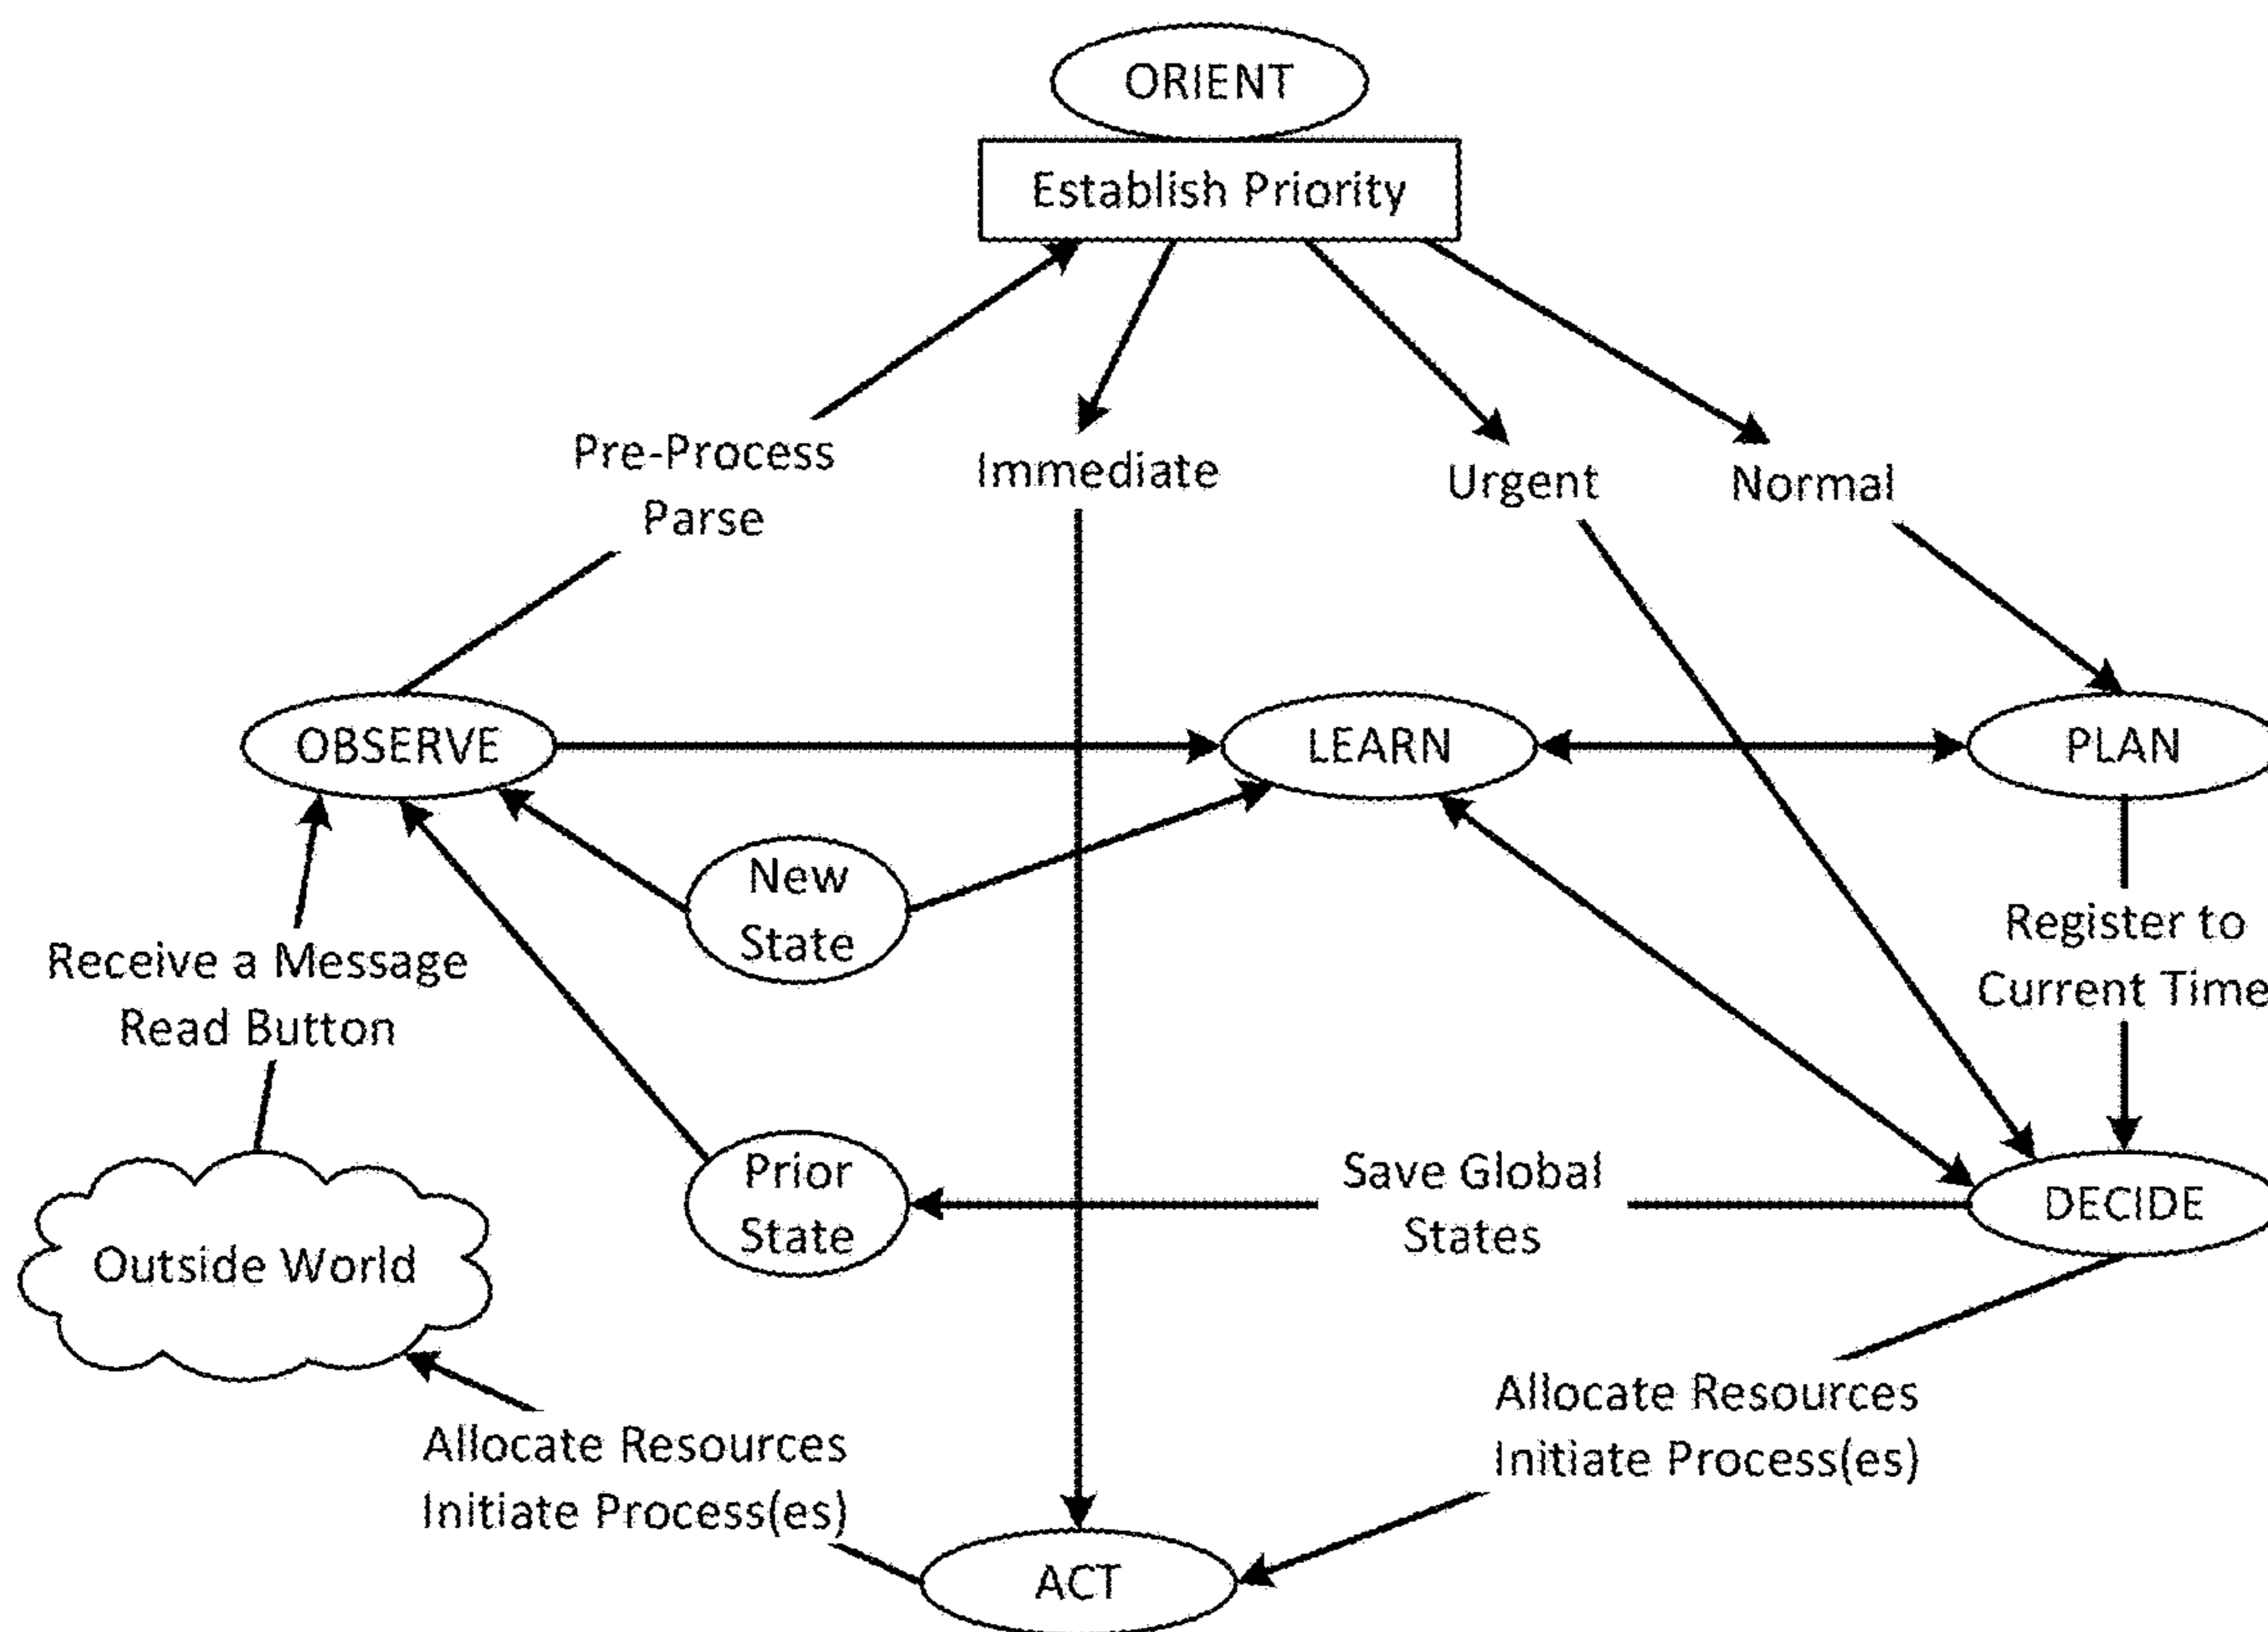 ORIENT
Establish Priority
Pre-Process
Parse
Immediate
Urgent
Normal
OBSERVE
LEARN
PLAN
New
State
Receive a Message
Read Button
Register to
Current Time
Prior
State
Save Global
States
DECIDE
Outside World
Allocate Resources
Initiate Process(es)
Allocate Resources
Initiate Process(es)
ACT